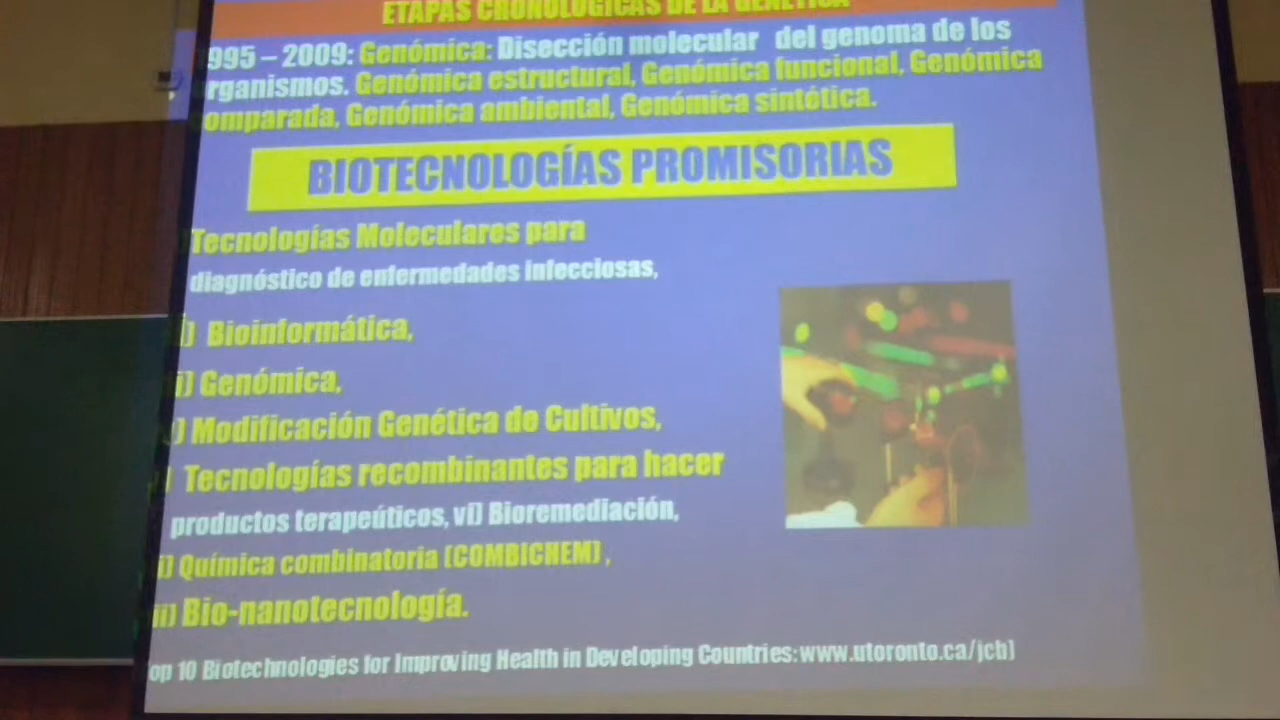 ETAPAS CRONOLÓGICAS DE LA GENÉTICA
995 – 2009: Genómica: Disección molecular del genoma de los
rganismos. Genómica estructural, Genómica funcional, Genómica
omparada, Genómica ambiental, Genómica sintética.
BIOTECNOLOGÍAS PROMISORIAS
Tecnologías Moleculares para
diagnóstico de enfermedades infecciosas,
i) Bioinformática,
i) Genómica,
) Modificación Genética de Cultivos,
) Tecnologías recombinantes para hacer
productos terapeúticos, vi) Bioremediación,
i) Química combinatoria (COMBICHEM) ,
ii) Bio-nanotecnología.
op 10 Biotechnologies for Improving Health in Developing Countries:www.utoronto.ca/jcb)